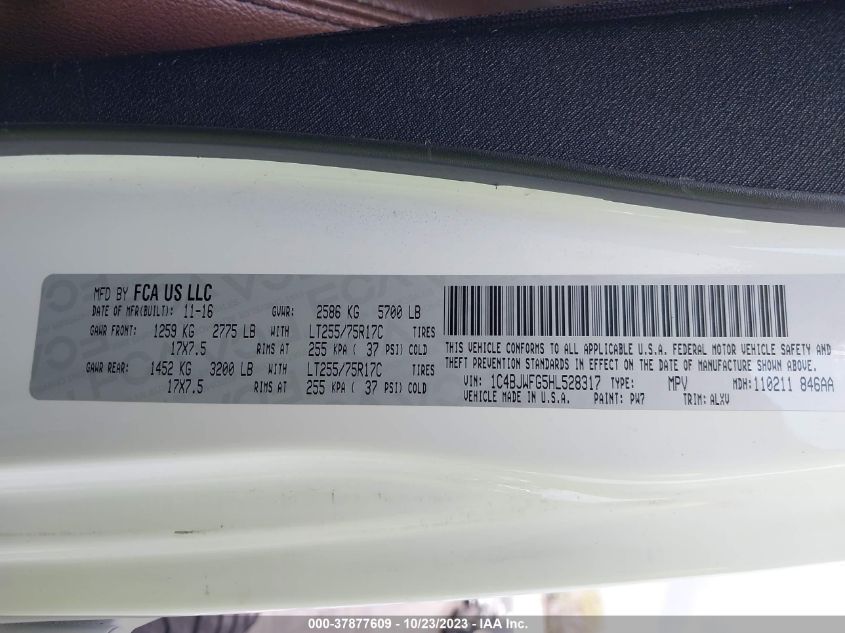 MFD BY FCA US LLC
DATE OF MFR(BUILT): 11-16 GVWR: 2586 KG 5700 LB
GAWR FRONT: 1259 KG 2775 LB WITH LT255/75R17C TIRES
17X7.5 RIMS AT 255 KPA ( 37 PSI) COLD
GAWR REAR: 1452 KG 3200 LB WITH LT255/75R17C TIRES
17X7.5 RIMS AT 255 KPA ( 37 PSI) COLD
THIS VEHICLE CONFORMS TO ALL APPLICABLE U.S.A. FEDERAL MOTOR VEHICLE SAFETY AND
THEFT PREVENTION STANDARDS IN EFFECT ON THE DATE OF MANUFACTURE SHOWN ABOVE.
VIN: 1C4BJWFG5HL528317 TYPE: MPV MDH:110211 846AA
VEHICLE MADE IN U.S.A. PAINT: PW7 TRIM: ALXV
000-37877609 - 10/23/2023 - IAA Inc.